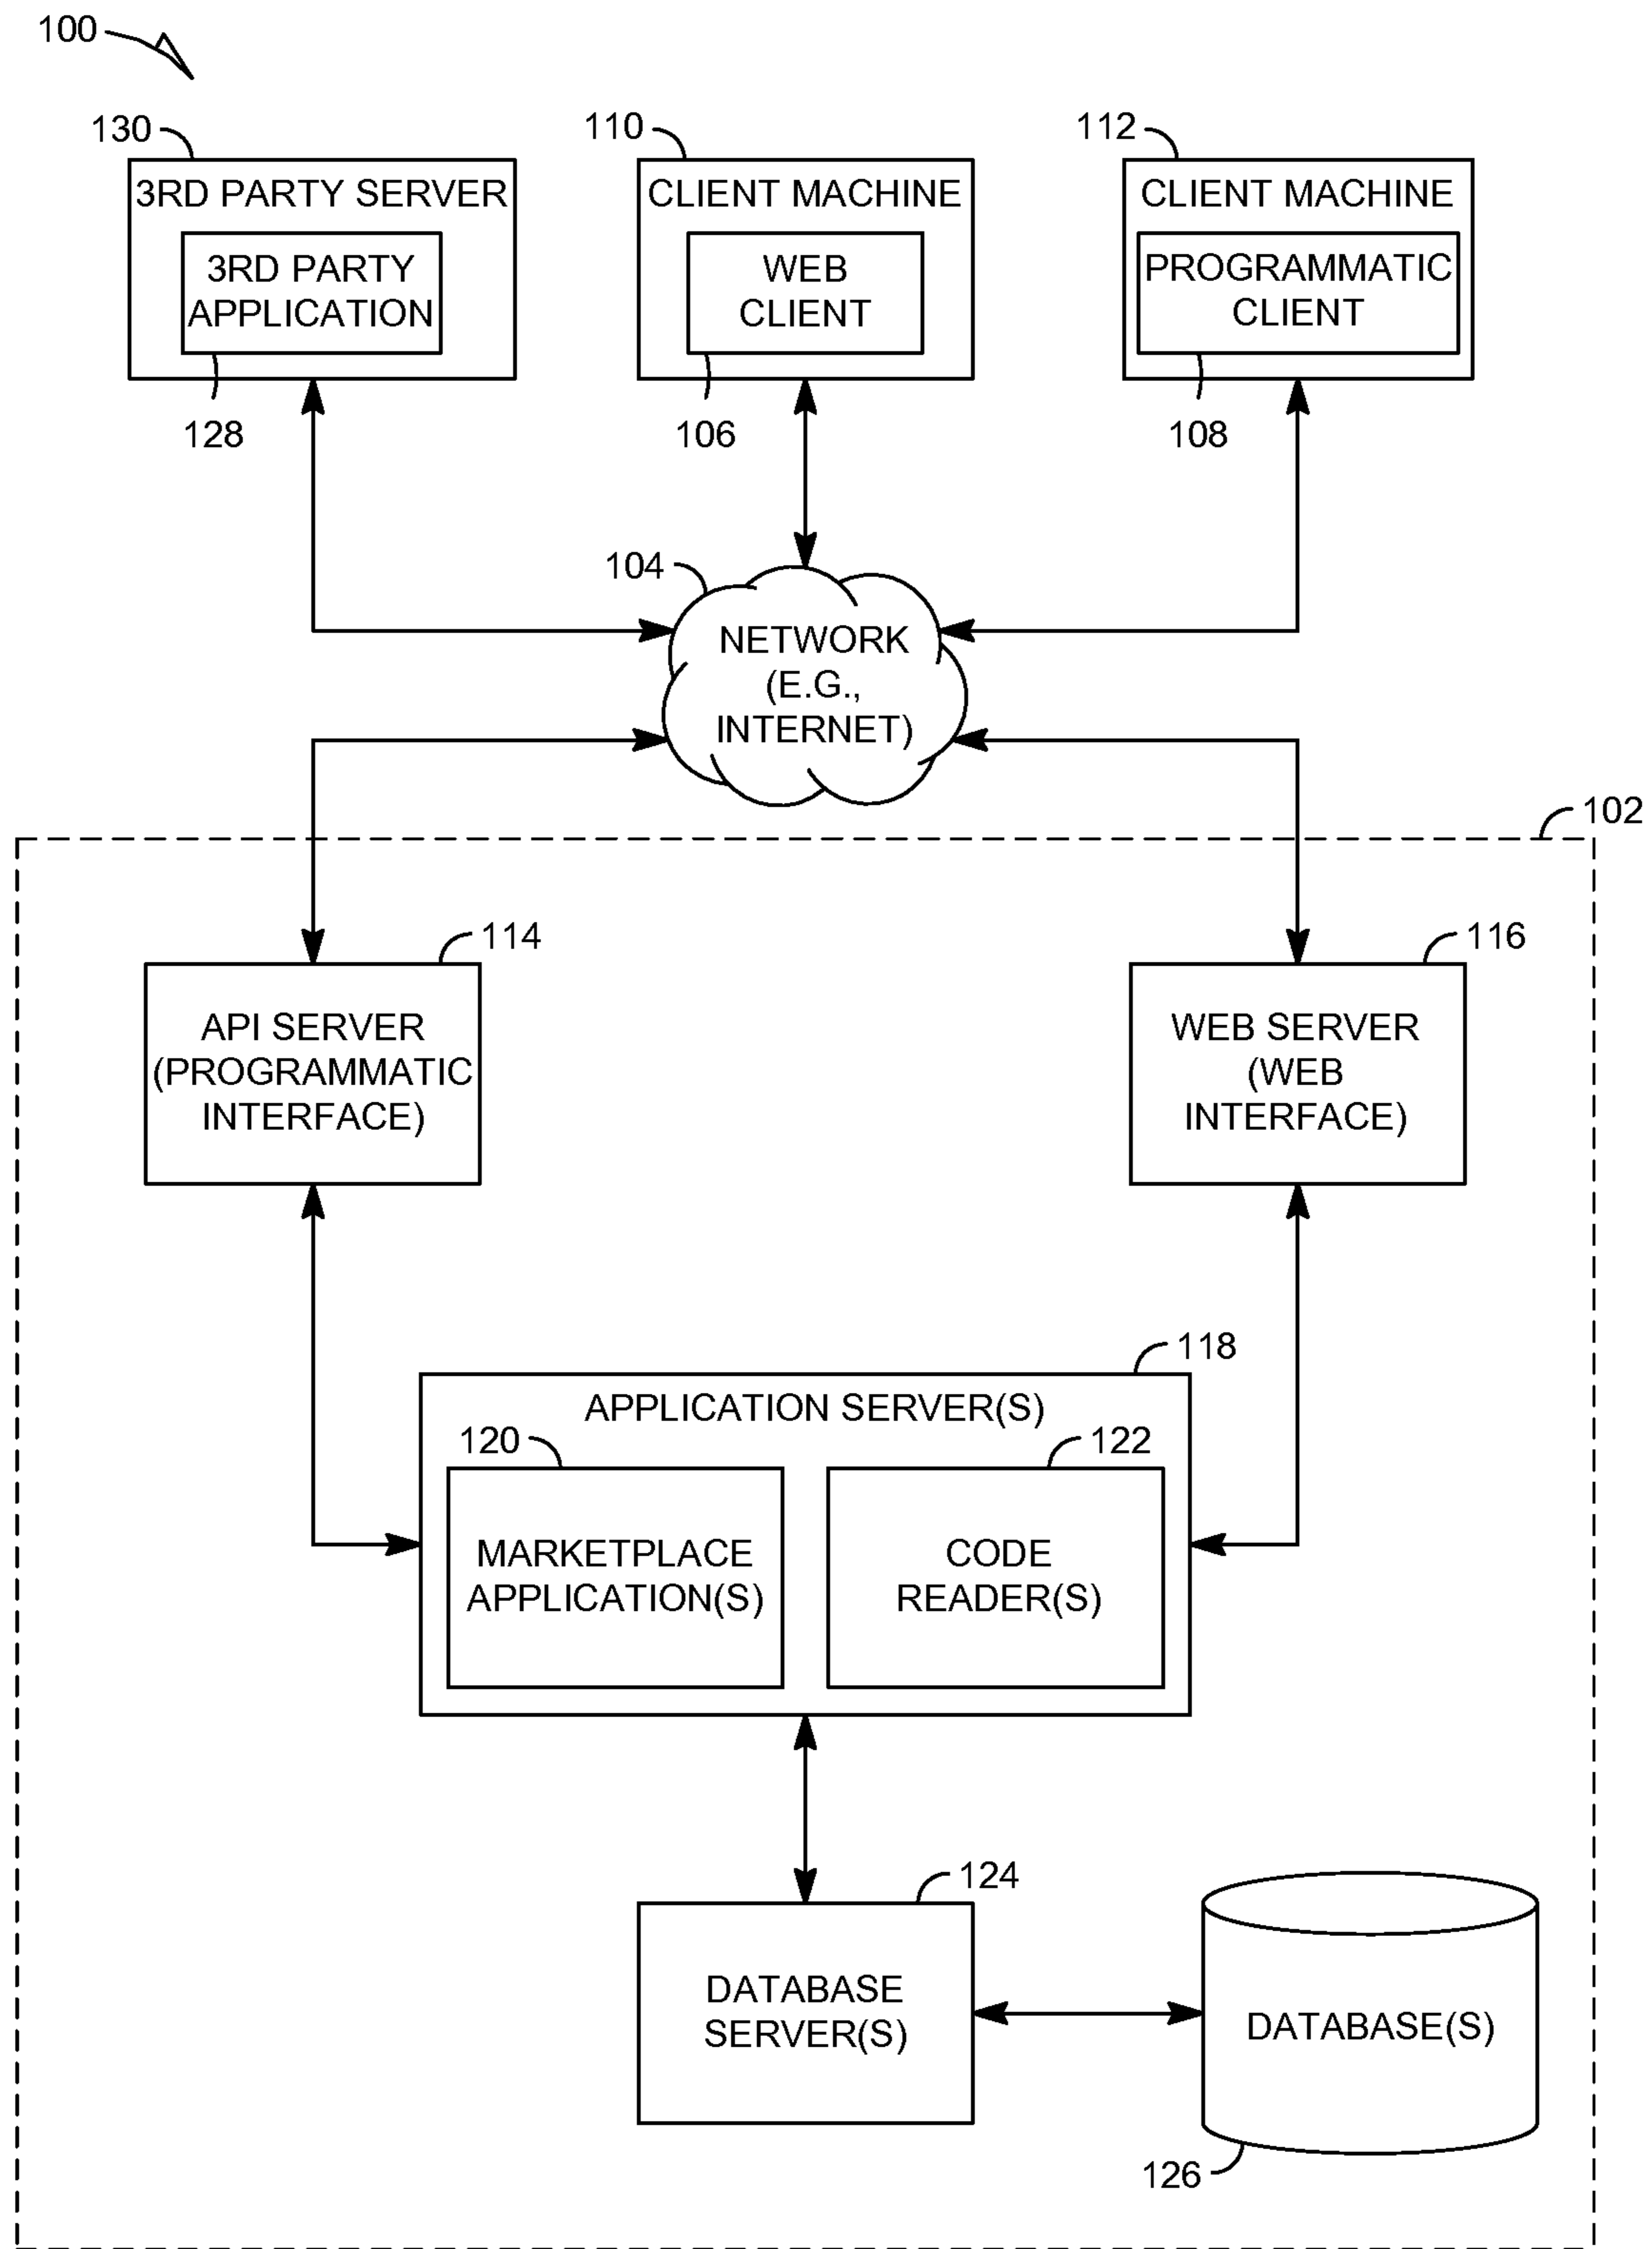 100
130
110
112
3RD PARTY SERVER
3RD PARTY
APPLICATION
CLIENT MACHINE
WEB
CLIENT
CLIENT MACHINE
PROGRAMMATIC
CLIENT
128
106
108
104
NETWORK
(E.G.,
INTERNET)
102
114
116
API SERVER
(PROGRAMMATIC
INTERFACE)
WEB SERVER
(WEB
INTERFACE)
118
APPLICATION SERVER(S)
120
122
MARKETPLACE
APPLICATION(S)
CODE
READER(S)
124
DATABASE
SERVER(S)
DATABASE(S)
126